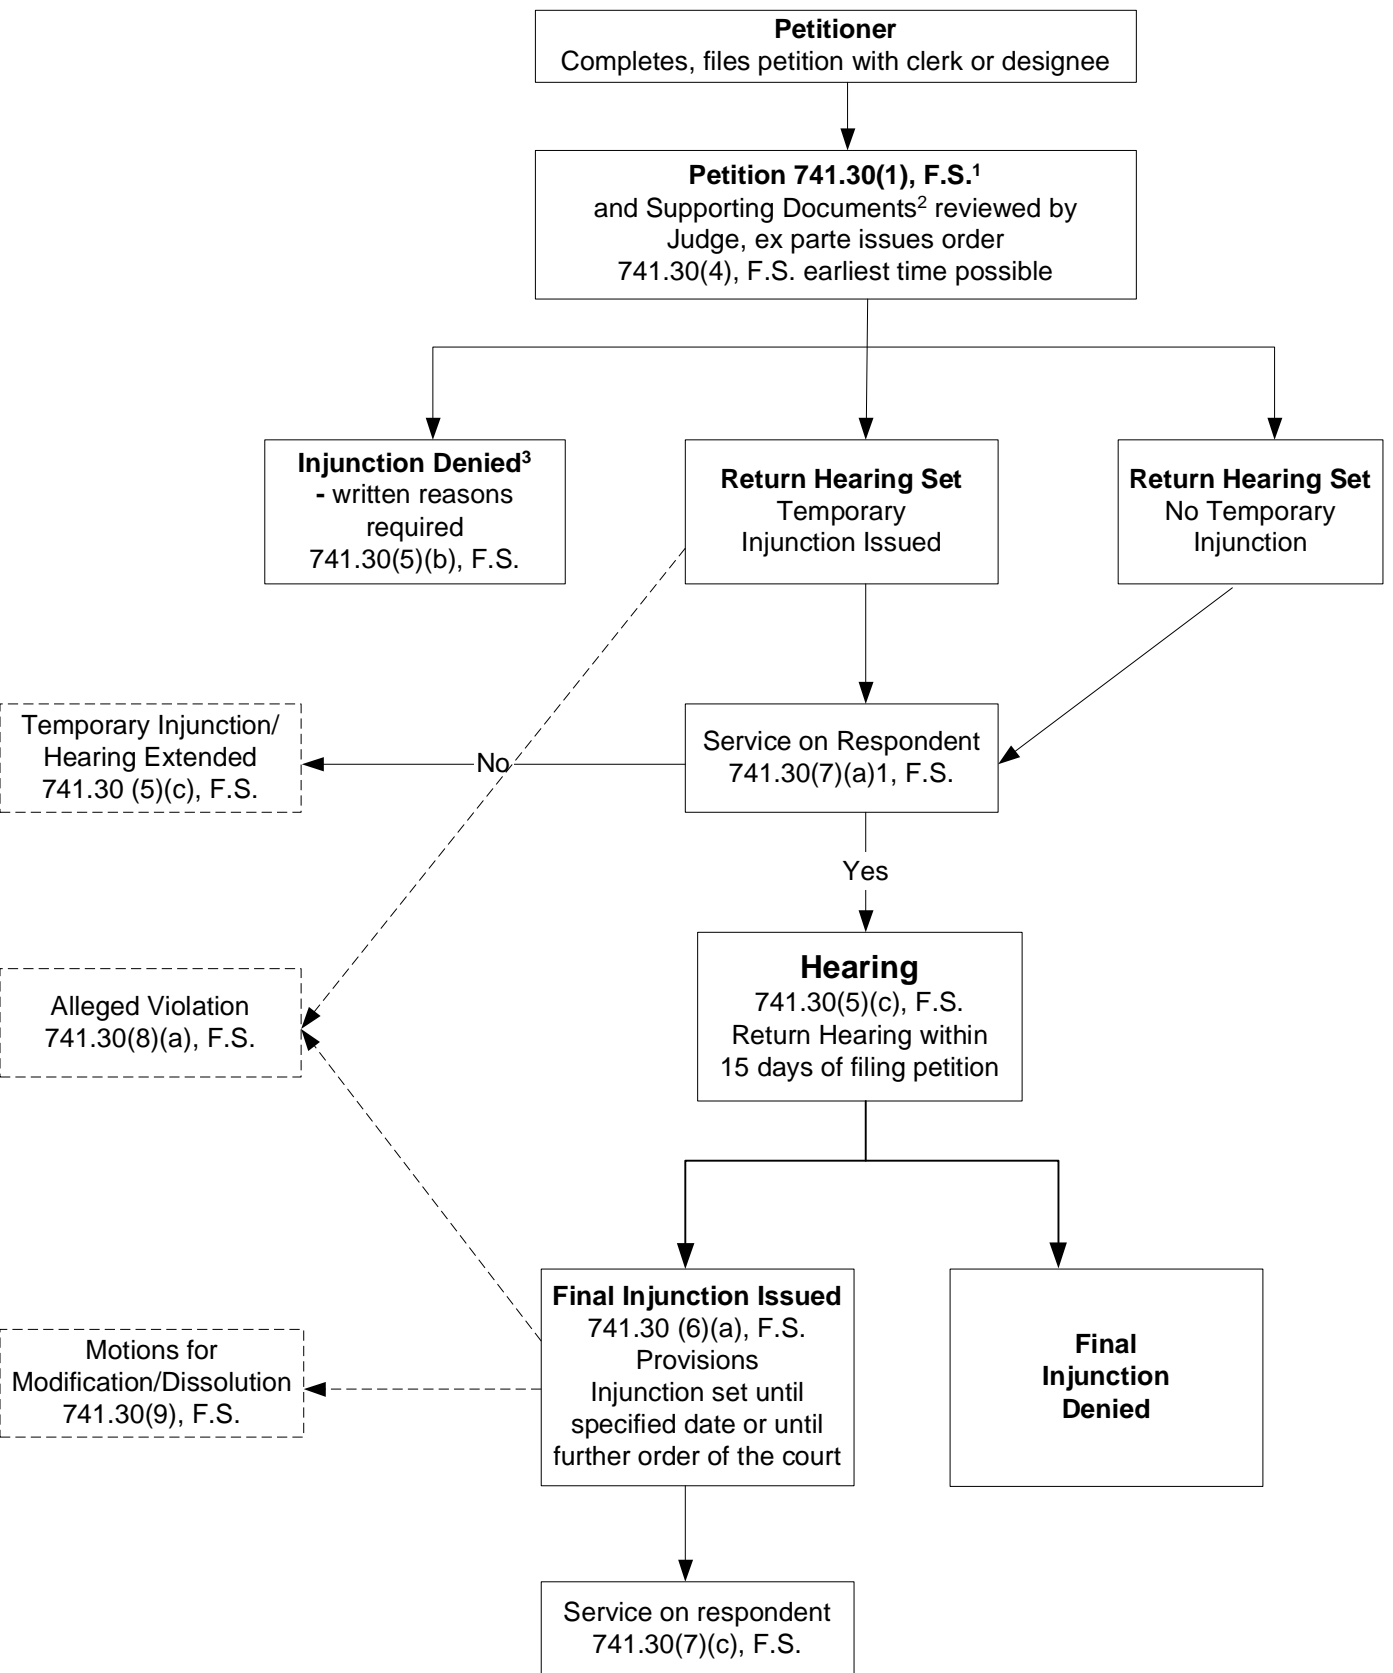 Petitioner
Completes, files petition with clerk or designee
Petition 741.30(1), F.S.¹
and Supporting Documents² reviewed by
Judge, ex parte issues order
741.30(4), F.S. earliest time possible
Injunction Denied³
- written reasons
required
741.30(5)(b), F.S.
Return Hearing Set
Temporary
Injunction Issued
Return Hearing Set
No Temporary
Injunction
Temporary Injunction/
Hearing Extended
741.30 (5)(c), F.S.
No
Service on Respondent
741.30(7)(a)1, F.S.
Yes
Hearing
741.30(5)(c), F.S.
Return Hearing within
15 days of filing petition
Alleged Violation
741.30(8)(a), F.S.
Final Injunction Issued
741.30 (6)(a), F.S.
Provisions
Injunction set until
specified date or until
further order of the court
Final
Injunction
Denied
Motions for
Modification/Dissolution
741.30(9), F.S.
Service on respondent
741.30(7)(c), F.S.